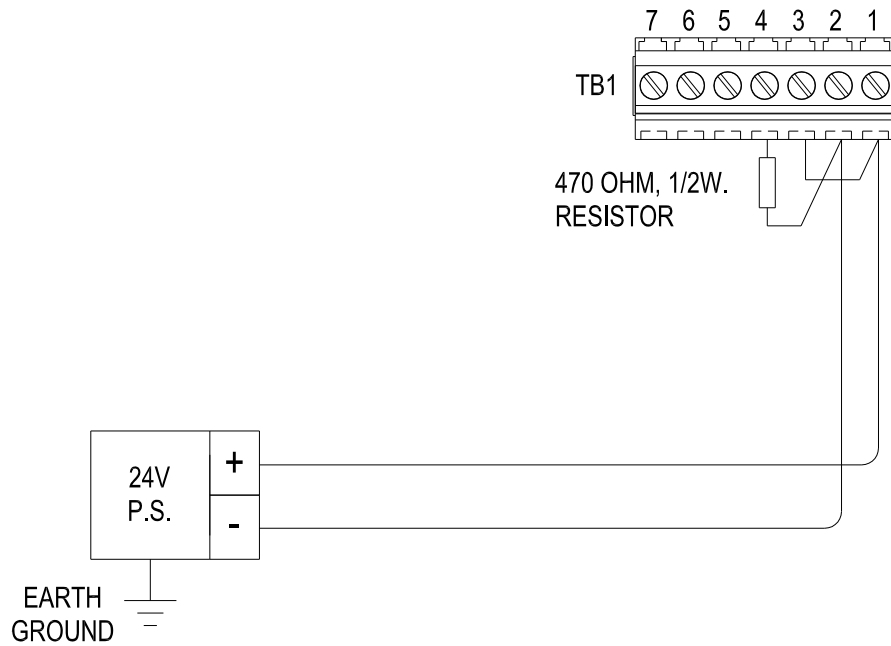 7 6 5 4 3 2 1
TB1
470 OHM, 1/2W.
RESISTOR
24V
P.S.
+
-
EARTH
GROUND